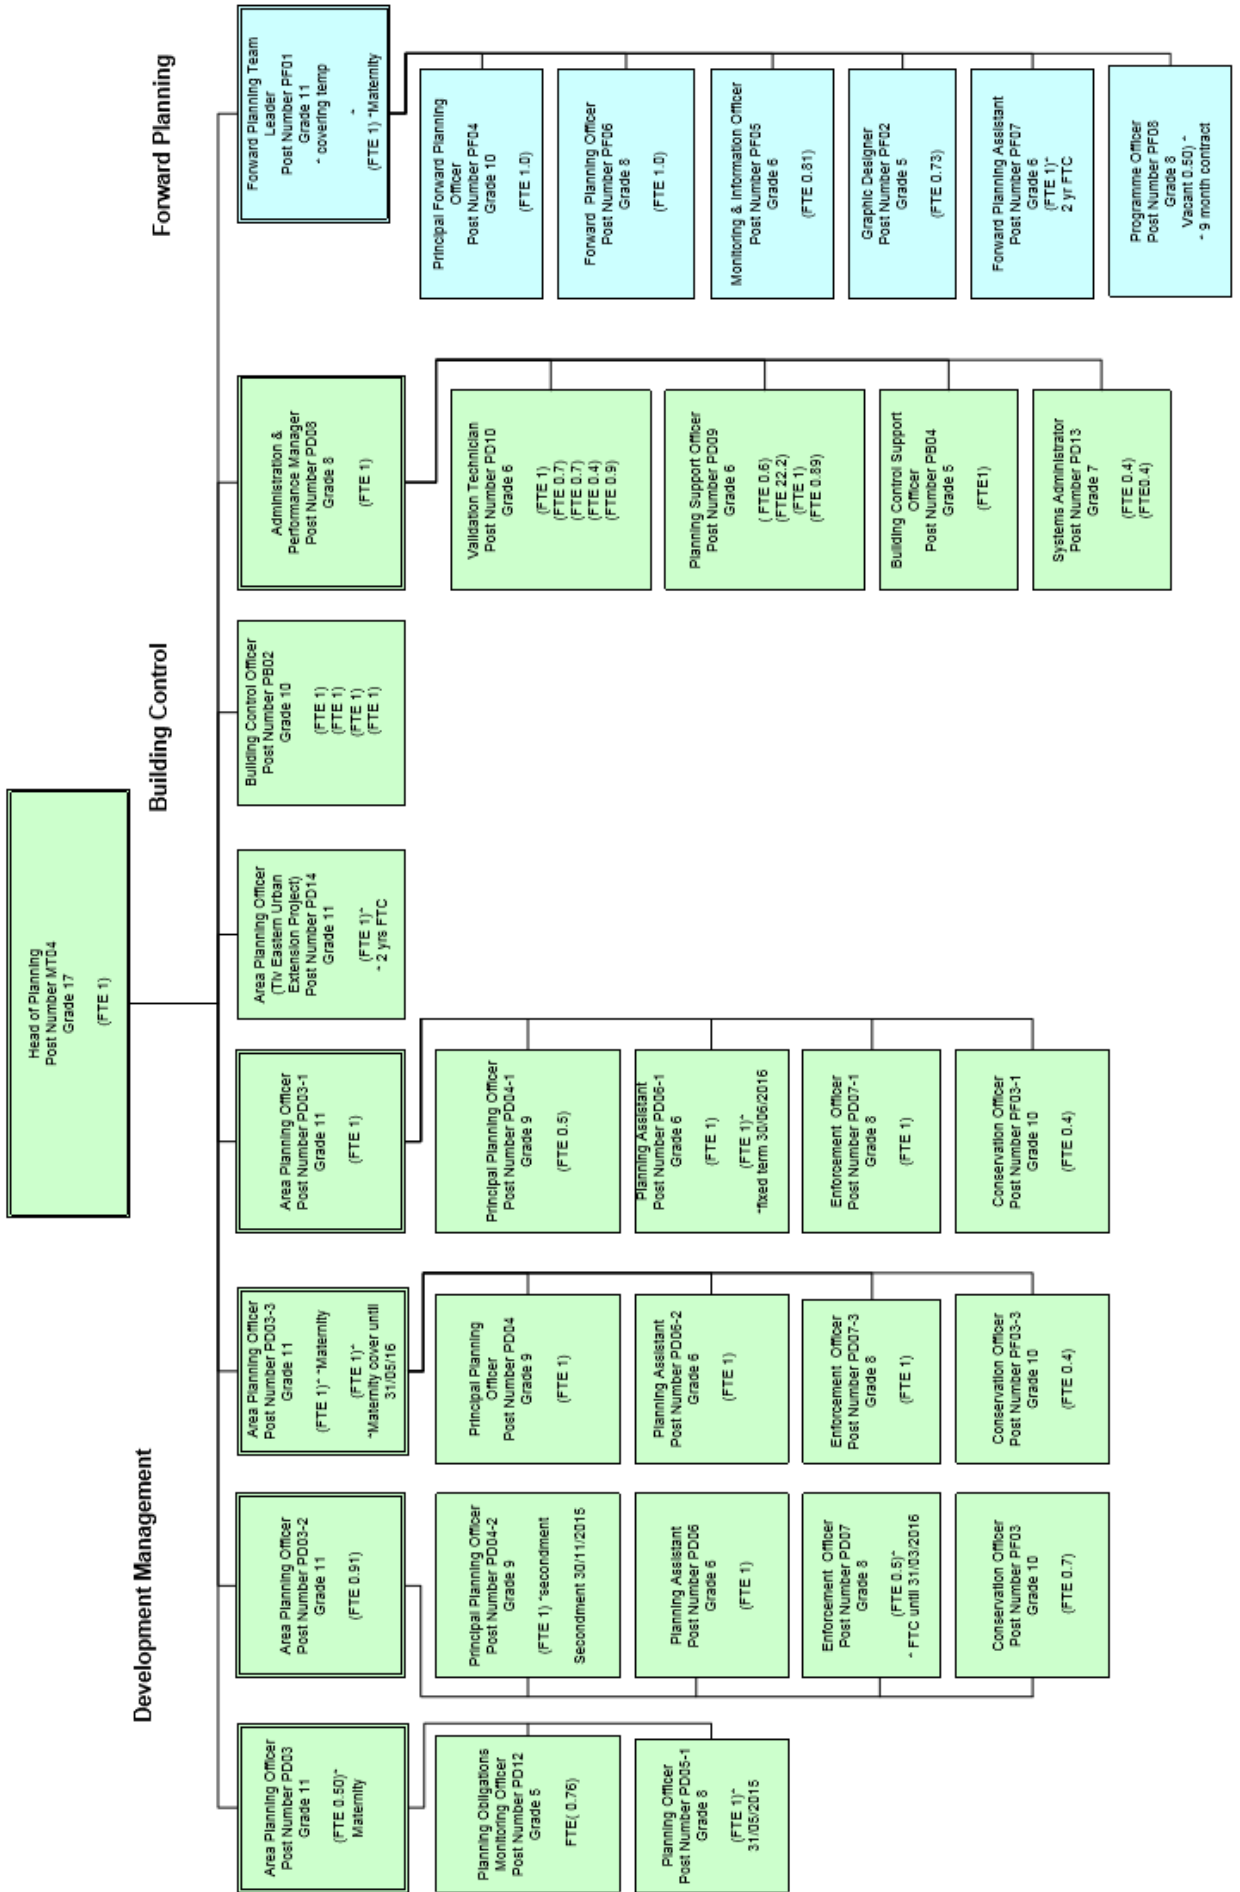 Head of Planning
Post Number MT04
Grade 17
(FTE 1)
Development Management
Building Control
Forward Planning
Area Planning Officer
Post Number PD03
Grade 11
(FTE 0.50)*
Maternity
Planning Obligations
Monitoring Officer
Post Number PD12
Grade 5
FTE( 0.76)
Planning Officer
Post Number PD05-1
Grade 8
(FTE 1)*
31/05/2015
Area Planning Officer
Post Number PD03-2
Grade 11
(FTE 0.91)
Principal Planning Officer
Post Number PD04-2
Grade 9
(FTE 1) *secondment
Secondment 30/11/2015
Planning Assistant
Post Number PD06
Grade 6
(FTE 1)
Enforcement Officer
Post Number PD07
Grade 8
(FTE 0.5)*
* FTC until 31/03/2016
Conservation Officer
Post Number PF03
Grade 10
(FTE 0.7)
Area Planning Officer
Post Number PD03-3
Grade 11
(FTE 1)* *Maternity
(FTE 1)*
*Maternity cover until
31/05/16
Principal Planning
Officer
Post Number PD04
Grade 9
(FTE 1)
Planning Assistant
Post Number PD06-2
Grade 6
(FTE 1)
Enforcement Officer
Post Number PD07-3
Grade 8
(FTE 1)
Conservation Officer
Post Number PF03-3
Grade 10
(FTE 0.4)
Area Planning Officer
Post Number PD03-1
Grade 11
(FTE 1)
Principal Planning Officer
Post Number PD04-1
Grade 9
(FTE 0.5)
Planning Assistant
Post Number PD06-1
Grade 6
(FTE 1)
(FTE 1)*
*fixed term 30/06/2016
Enforcement Officer
Post Number PD07-1
Grade 8
(FTE 1)
Conservation Officer
Post Number PF03-1
Grade 10
(FTE 0.4)
Area Planning Officer
(Tiv Eastern Urban
Extension Project)
Post Number PD14
Grade 11
(FTE 1)*
* 2 yrs FTC
Building Control Officer
Post Number PB02
Grade 10
(FTE 1)
(FTE 1)
(FTE 1)
(FTE 1)
Administration &
Performance Manager
Post Number PD08
Grade 8
(FTE 1)
Validation Technician
Post Number PD10
Grade 6
(FTE 1)
(FTE 0.7)
(FTE 0.7)
(FTE 0.4)
(FTE 0.9)
Planning Support Officer
Post Number PD09
Grade 6
( FTE 0.6)
(FTE 22.2)
(FTE 1)
(FTE 0.89)
Building Control Support
Officer
Post Number PB04
Grade 5
(FTE1)
Systems Administrator
Post Number PD13
Grade 7
(FTE 0.4)
(FTE0.4)
Forward Planning Team
Leader
Post Number PF01
Grade 11
* covering temp
*
(FTE 1) *Maternity
Principal Forward Planning
Officer
Post Number PF04
Grade 10
(FTE 1.0)
Forward Planning Officer
Post Number PF06
Grade 8
(FTE 1.0)
Monitoring & Information Officer
Post Number PF05
Grade 6
(FTE 0.81)
Graphic Designer
Post Number PF02
Grade 5
(FTE 0.73)
Forward Planning Assistant
Post Number PF07
Grade 6
(FTE 1)*
2 yr FTC
Programme Officer
Post Number PF08
Grade 8
Vacant 0.50) *
* 9 month contract